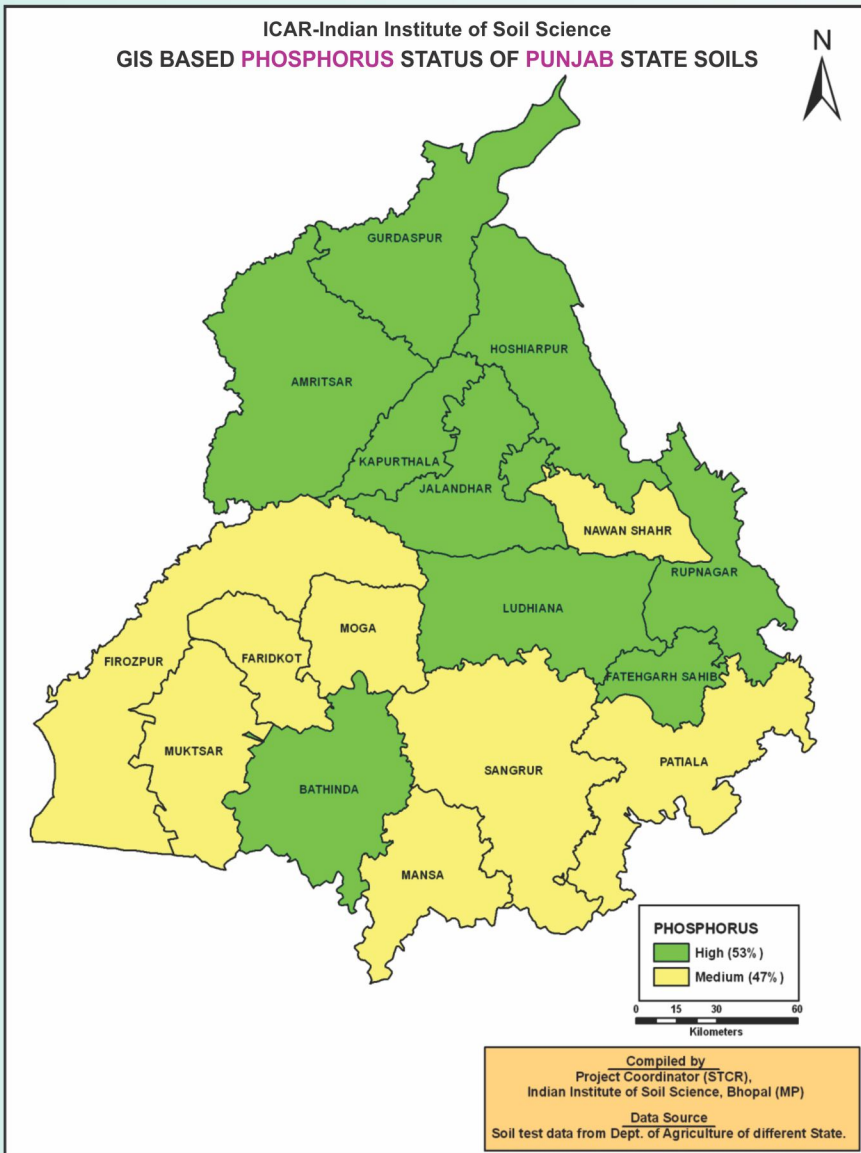 ICAR-Indian Institute of Soil Science
GIS BASED PHOSPHORUS STATUS OF PUNJAB STATE SOILS
N
GURDASPUR
HOSHIARPUR
AMRITSAR
KAPURTHALA
JALANDHAR
NAWAN SHAHR
RUPNAGAR
LUDHIANA
MOGA
FARIDKOT
FIROZPUR
FATEHGARH SAHIB
MUKTSAR
SANGRUR
PATIALA
BATHINDA
MANSA
PHOSPHORUS
High (53%)
Medium (47%)
0 15 30 60
Kilometers
Compiled by
Project Coordinator (STCR),
Indian Institute of Soil Science, Bhopal (MP)
Data Source
Soil test data from Dept. of Agriculture of different State.